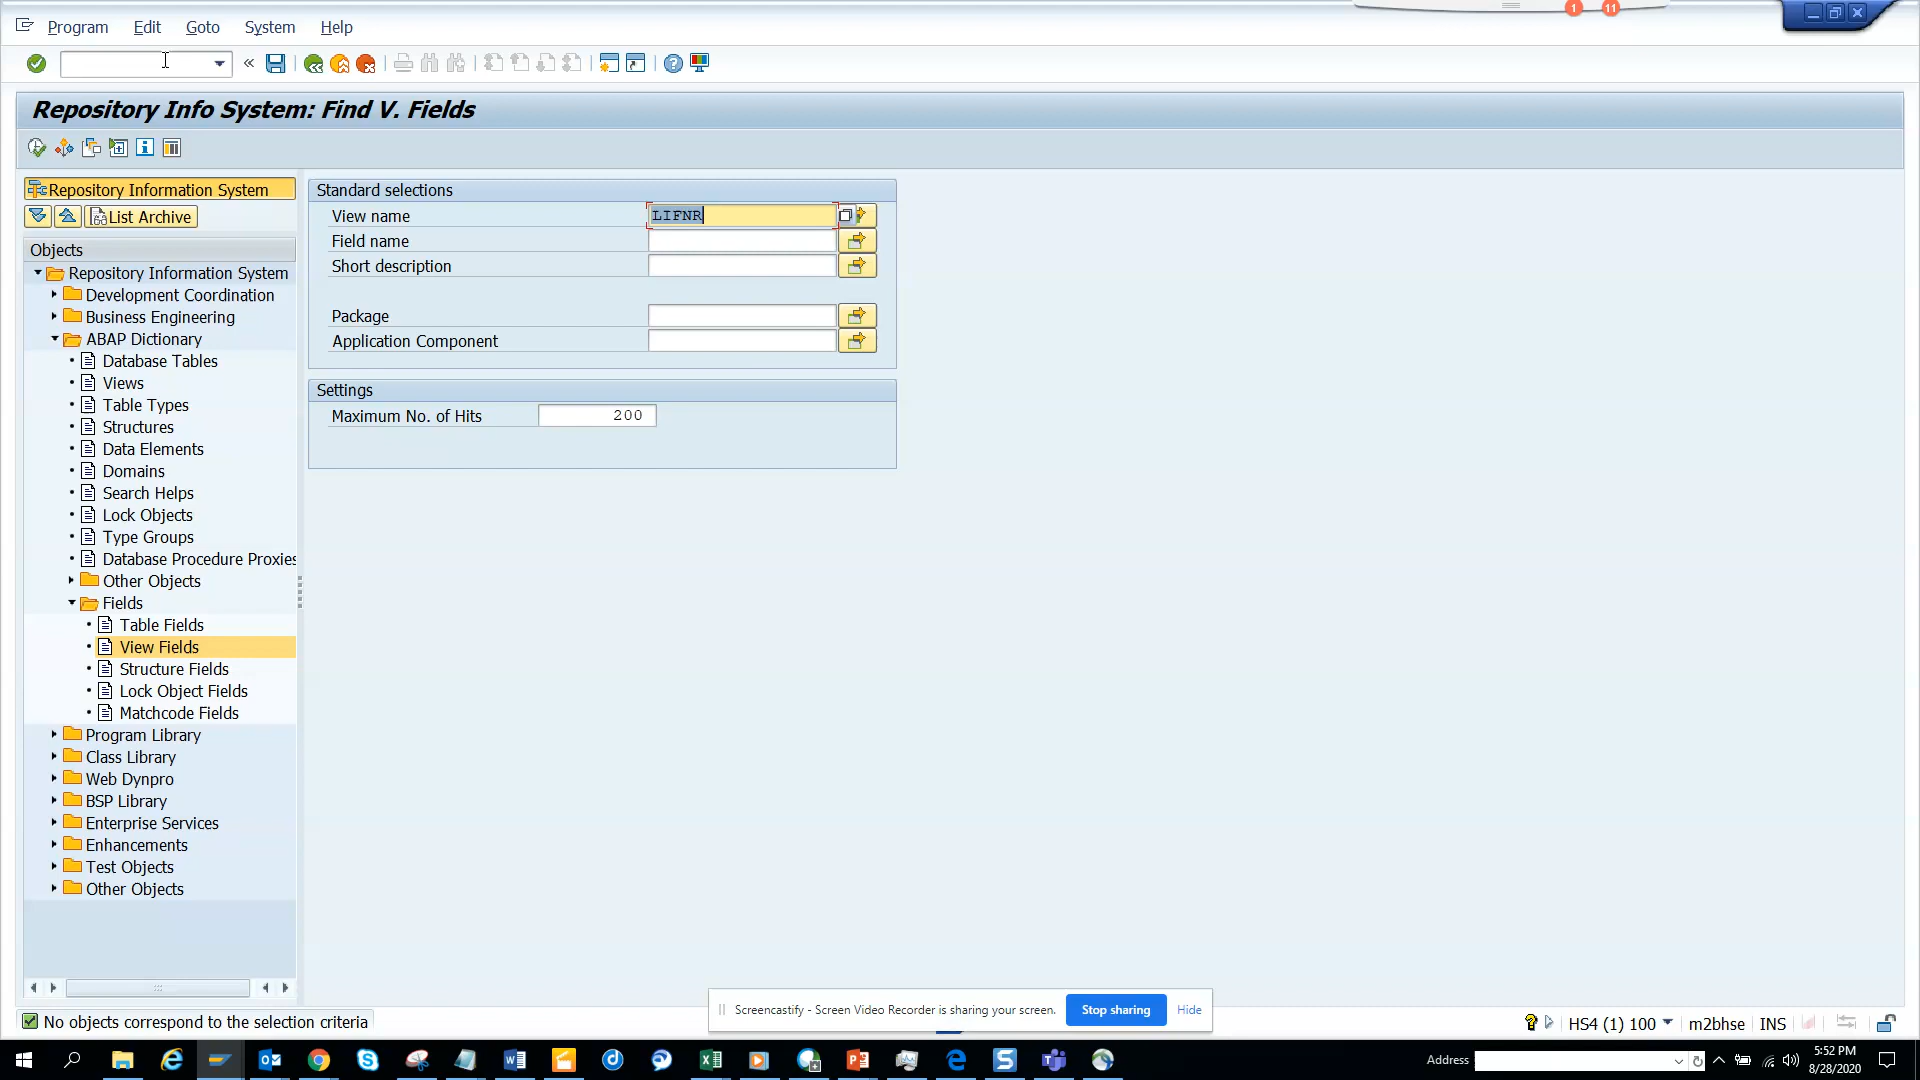 Program Edit Goto System Help
1 11
Repository Info System: Find V. Fields
Repository Information System
List Archive
Objects
Repository Information System
Development Coordination
Business Engineering
ABAP Dictionary
Database Tables
Views
Table Types
Structures
Data Elements
Domains
Search Helps
Lock Objects
Type Groups
Database Procedure Proxies
Other Objects
Fields
Table Fields
View Fields
Structure Fields
Lock Object Fields
Matchcode Fields
Program Library
Class Library
Web Dynpro
BSP Library
Enterprise Services
Enhancements
Test Objects
Other Objects
Standard selections
View name LIFNR
Field name
Short description
Package
Application Component
Settings
Maximum No. of Hits 200
Screencastify - Screen Video Recorder is sharing your screen. Stop sharing Hide
No objects correspond to the selection criteria
HS4 (1) 100 m2bhse INS
Address
5:52 PM
8/28/2020